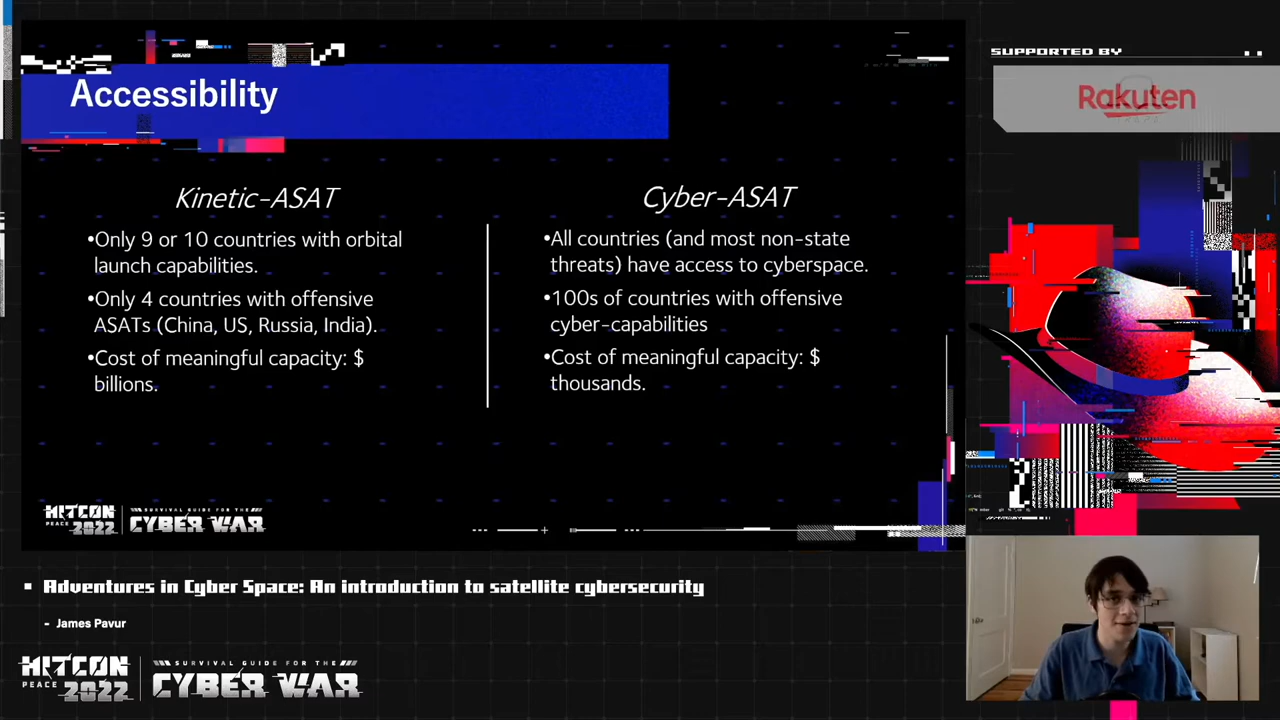 Accessibility
SUPPORTED BY
Rakuten
Kinetic-ASAT
•Only 9 or 10 countries with orbital
launch capabilities.
•Only 4 countries with offensive
ASATs (China, US, Russia, India).
•Cost of meaningful capacity: $
billions.
Cyber-ASAT
•All countries (and most non-state
threats) have access to cyberspace.
•100s of countries with offensive
cyber-capabilities
•Cost of meaningful capacity: $
thousands.
HITCON
PEACE 2022
SURVIVAL GUIDE FOR THE
CYBER WAR
▪ Adventures in Cyber Space: An introduction to satellite cybersecurity
- James Pavur
HITCON
PEACE 2022
SURVIVAL GUIDE FOR THE
CYBER WAR